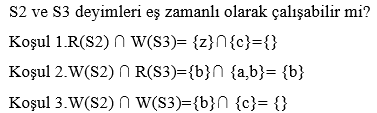 S2 ve S3 deyimleri eş zamanlı olarak çalışabilir mi?
Koşul 1.R(S2) ∩ W(S3)= {z}∩{c}={}
Koşul 2.W(S2) ∩ R(S3)={b}∩ {a,b}= {b}
Koşul 3.W(S2) ∩ W(S3)={b}∩ {c}= {}